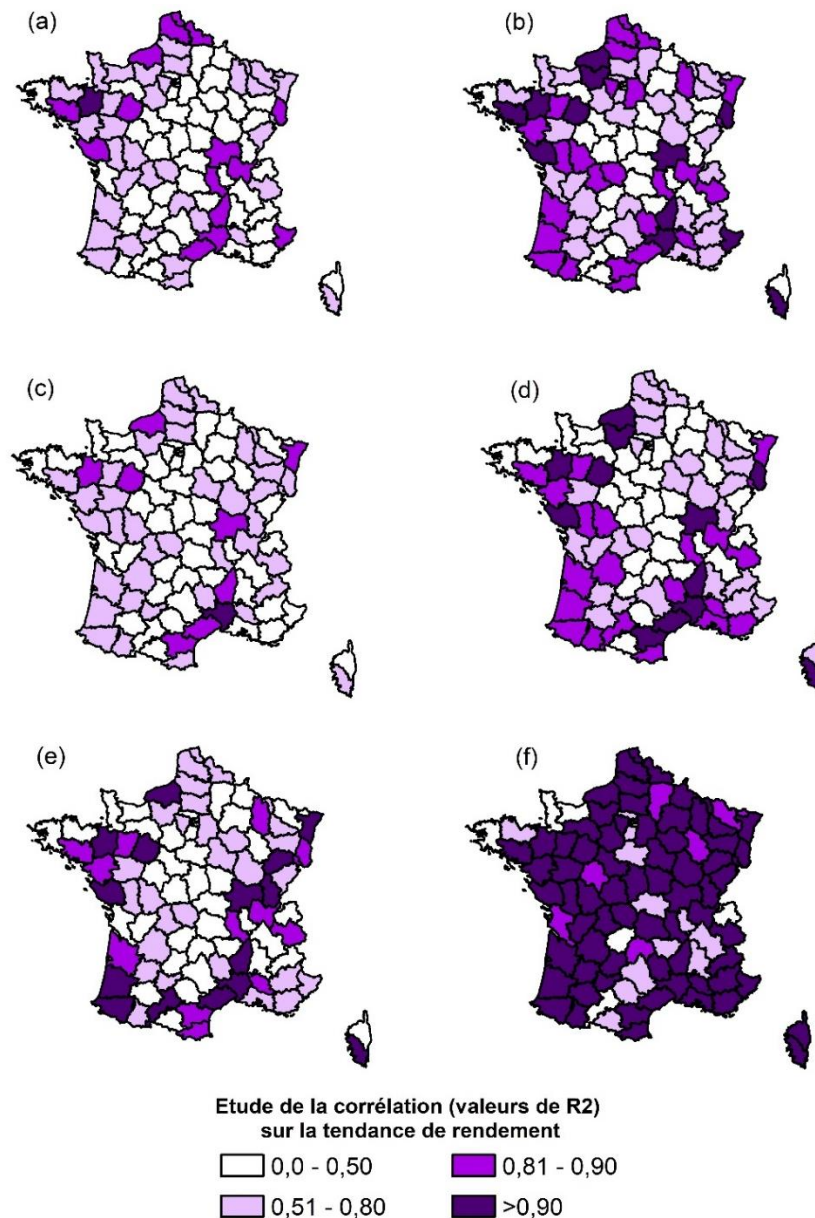 (a)
(b)
(c)
(d)
(e)
(f)
Etude de la corrélation (valeurs de R2)
sur la tendance de rendement
0,0 - 0,50
0,81 - 0,90
0,51 - 0,80
>0,90